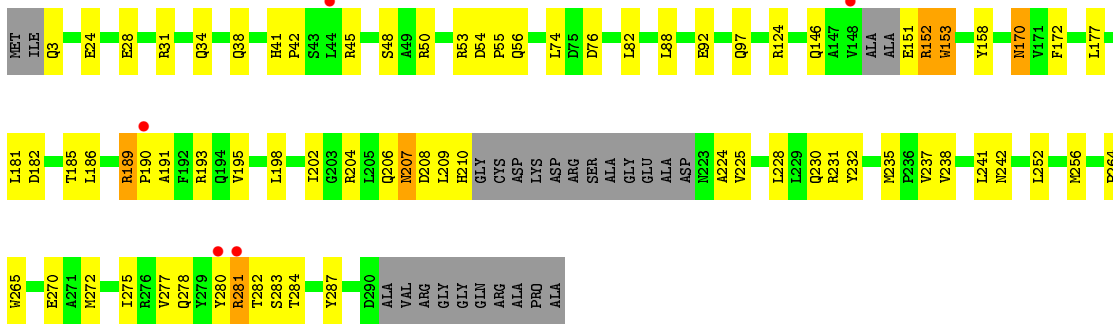 MET ILE Q3 E24 E28 R31 Q34 Q38 H41 P42 S43 L44 R45 S48 A49 R50 R53 D54 P55 Q56 L74 D75 D76 L82 L88 E92 Q97 R124 Q146 A147 V148 ALA ALA E151 R152 W153 Y158 N170 V171 F172 L177
L181 D182 T185 L186 R189 P190 A191 F192 R193 Q194 V195 L198 I202 G203 R204 L205 Q206 N207 D208 L209 H210 GLY CYS ASP LYS ASP ARG SER ALA GLY GLU ALA ASP N223 A224 V225 L228 L229 Q230 R231 Y232 M235 P236 V237 V238 L241 N242 L252 M256 P264
W265 E270 A271 M272 I275 R276 V277 Q278 Y279 Y280 R281 T282 S283 T284 Y287 D290 ALA VAL ARG GLY GLY GLN ARG ALA PRO ALA